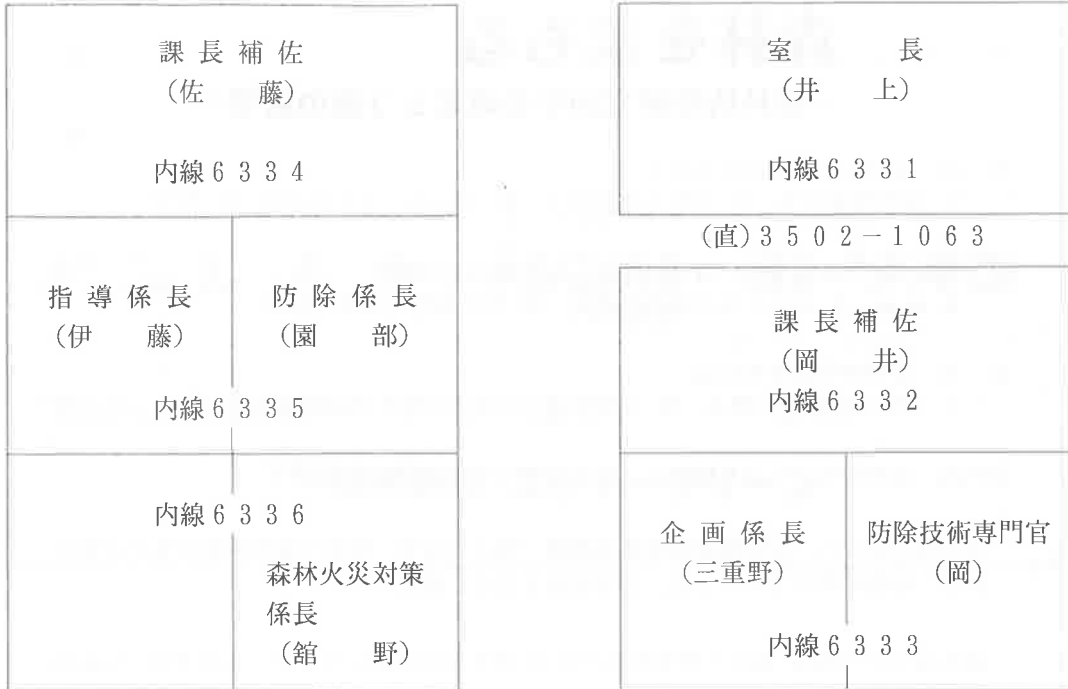 課長補佐
(佐　藤)
内線6334
指導係長
(伊　藤)
防除係長
(園　部)
内線6335
内線6336
森林火災対策
係長
(舘　野)
室　長
(井　上)
内線6331
(直)3502－1063
課長補佐
(岡　井)
内線6332
企画係長
(三重野)
防除技術専門官
(岡)
内線6333